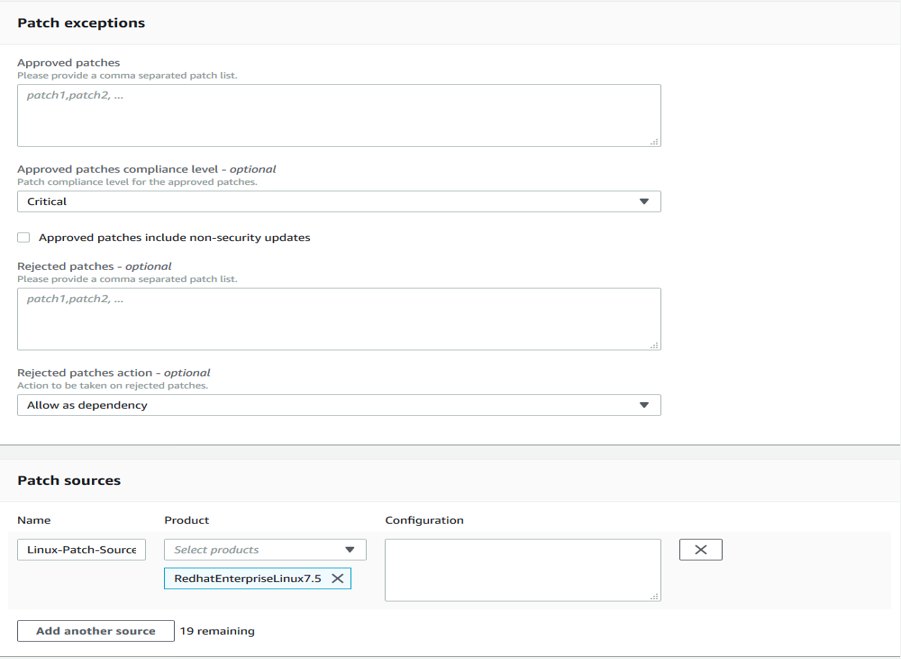 Patch exceptions
Approved patches
Please provide a comma separated patch list.
patch1,patch2, ...
Approved patches compliance level - optional
Patch compliance level for the approved patches.
Critical
Approved patches include non-security updates
Rejected patches - optional
Please provide a comma separated patch list.
patch1,patch2, ...
Rejected patches action - optional
Action to be taken on rejected patches.
Allow as dependency
Patch sources
Name Product Configuration
Linux-Patch-Source Select products
RedhatEnterpriseLinux7.5
Add another source 19 remaining